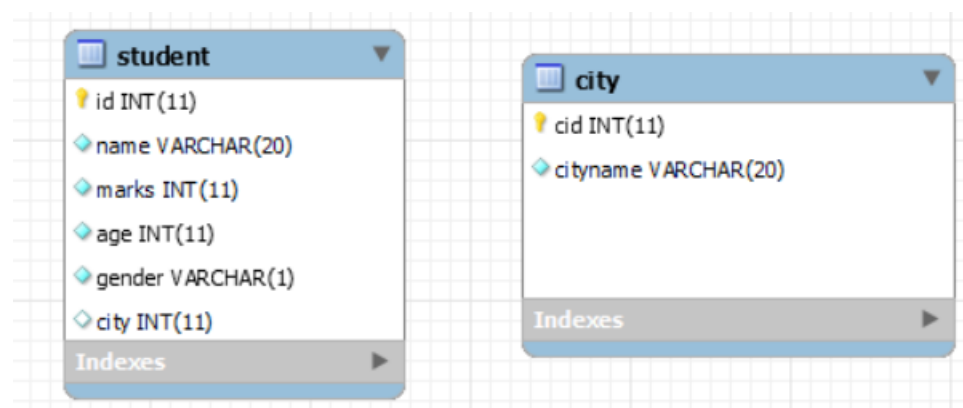 student
id INT(11)
name VARCHAR(20)
marks INT(11)
age INT(11)
gender VARCHAR(1)
city INT(11)
Indexes
city
cid INT(11)
cityname VARCHAR(20)
Indexes